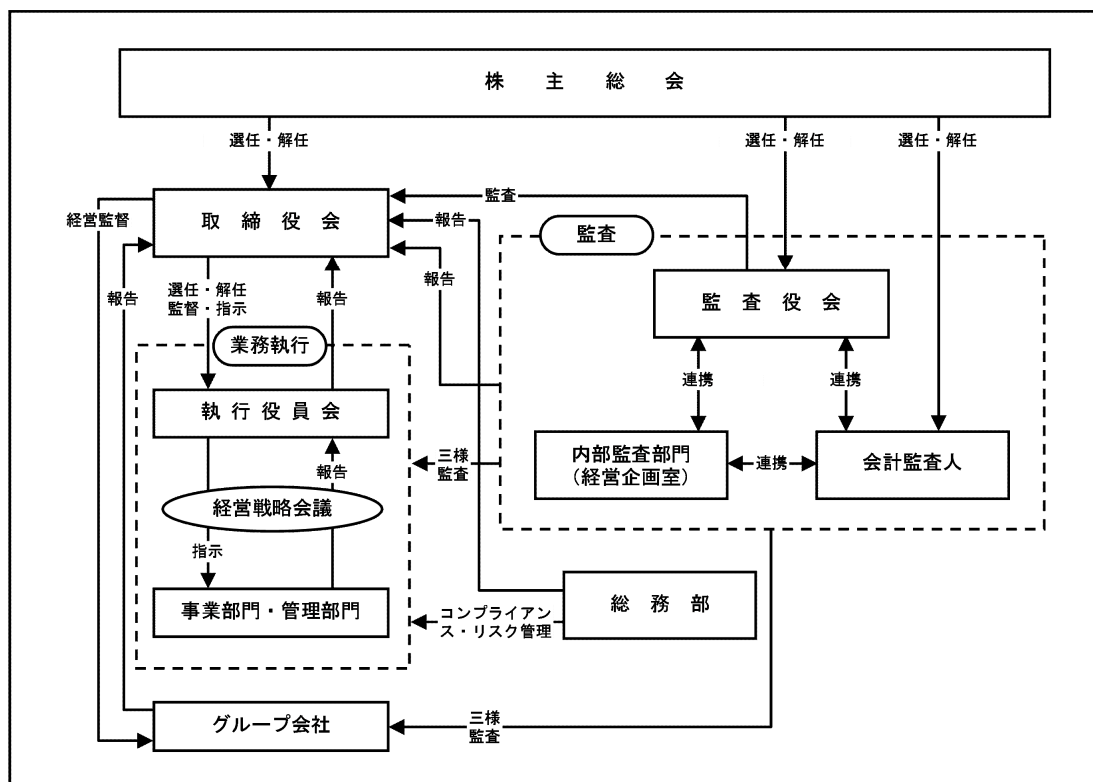 株主総会
選任・解任
選任・解任
選任・解任
取締役会
監査
報告
報告
経営監督
報告
選任・解任
監督・指示
報告
監査
監査役会
業務執行
連携
連携
執行役員会
内部監査部門
（経営企画室）
連携
会計監査人
三様
監査
報告
経営戦略会議
指示
事業部門・管理部門
コンプライアン
ス・リスク管理
総務部
グループ会社
三様
監査